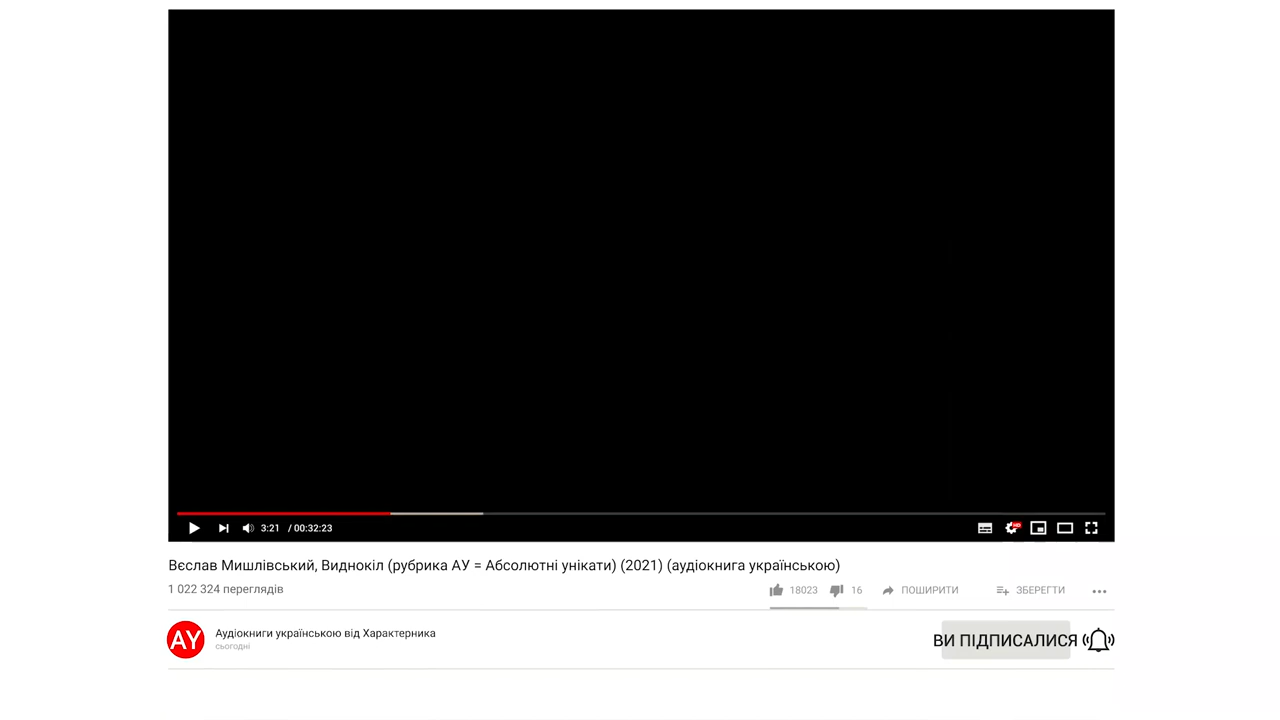 HD
3:21 / 00:32:23
Вєслав Мишлівський, Виднокіл (рубрика АУ = Абсолютні унікати) (2021) (аудіокнига українською)
1 022 324 переглядів
18023 16 ПОШИРИТИ ЗБЕРЕГТИ
АУ
Аудіокниги українською від Характерника
сьогодні
ВИ ПІДПИСАЛИСЯ